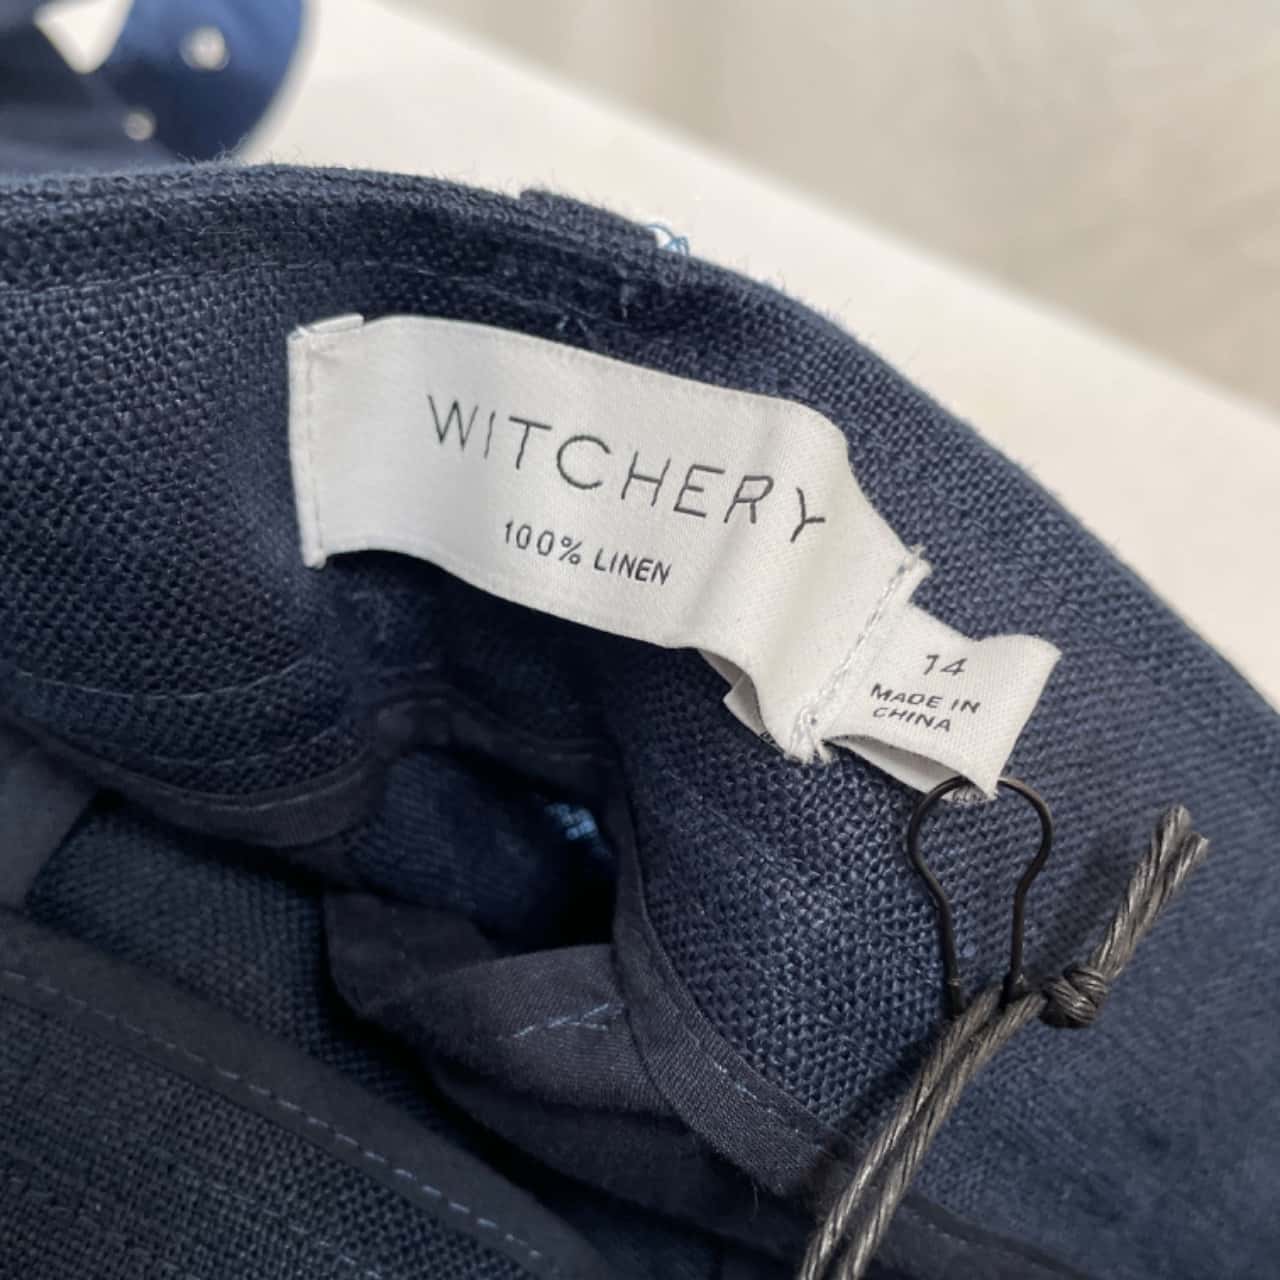 WITCHERY
100% LINEN
14
MADE IN
CHINA